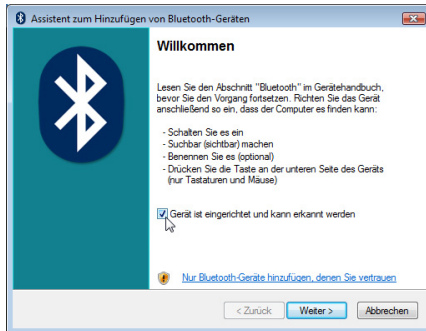 Assistent zum Hinzufügen von Bluetooth-Geräten
Willkommen
Lesen Sie den Abschnitt "Bluetooth" im Gerätehandbuch,
bevor Sie den Vorgang fortsetzen. Richten Sie das Gerät
anschließend so ein, dass der Computer es finden kann:
- Schalten Sie es ein
- Suchbar (sichtbar) machen
- Benennen Sie es (optional)
- Drücken Sie die Taste an der unteren Seite des Geräts
(nur Tastaturen und Mäuse)
Gerät ist eingerichtet und kann erkannt werden
Nur Bluetooth-Geräte hinzufügen, denen Sie vertrauen
< Zurück
Weiter >
Abbrechen